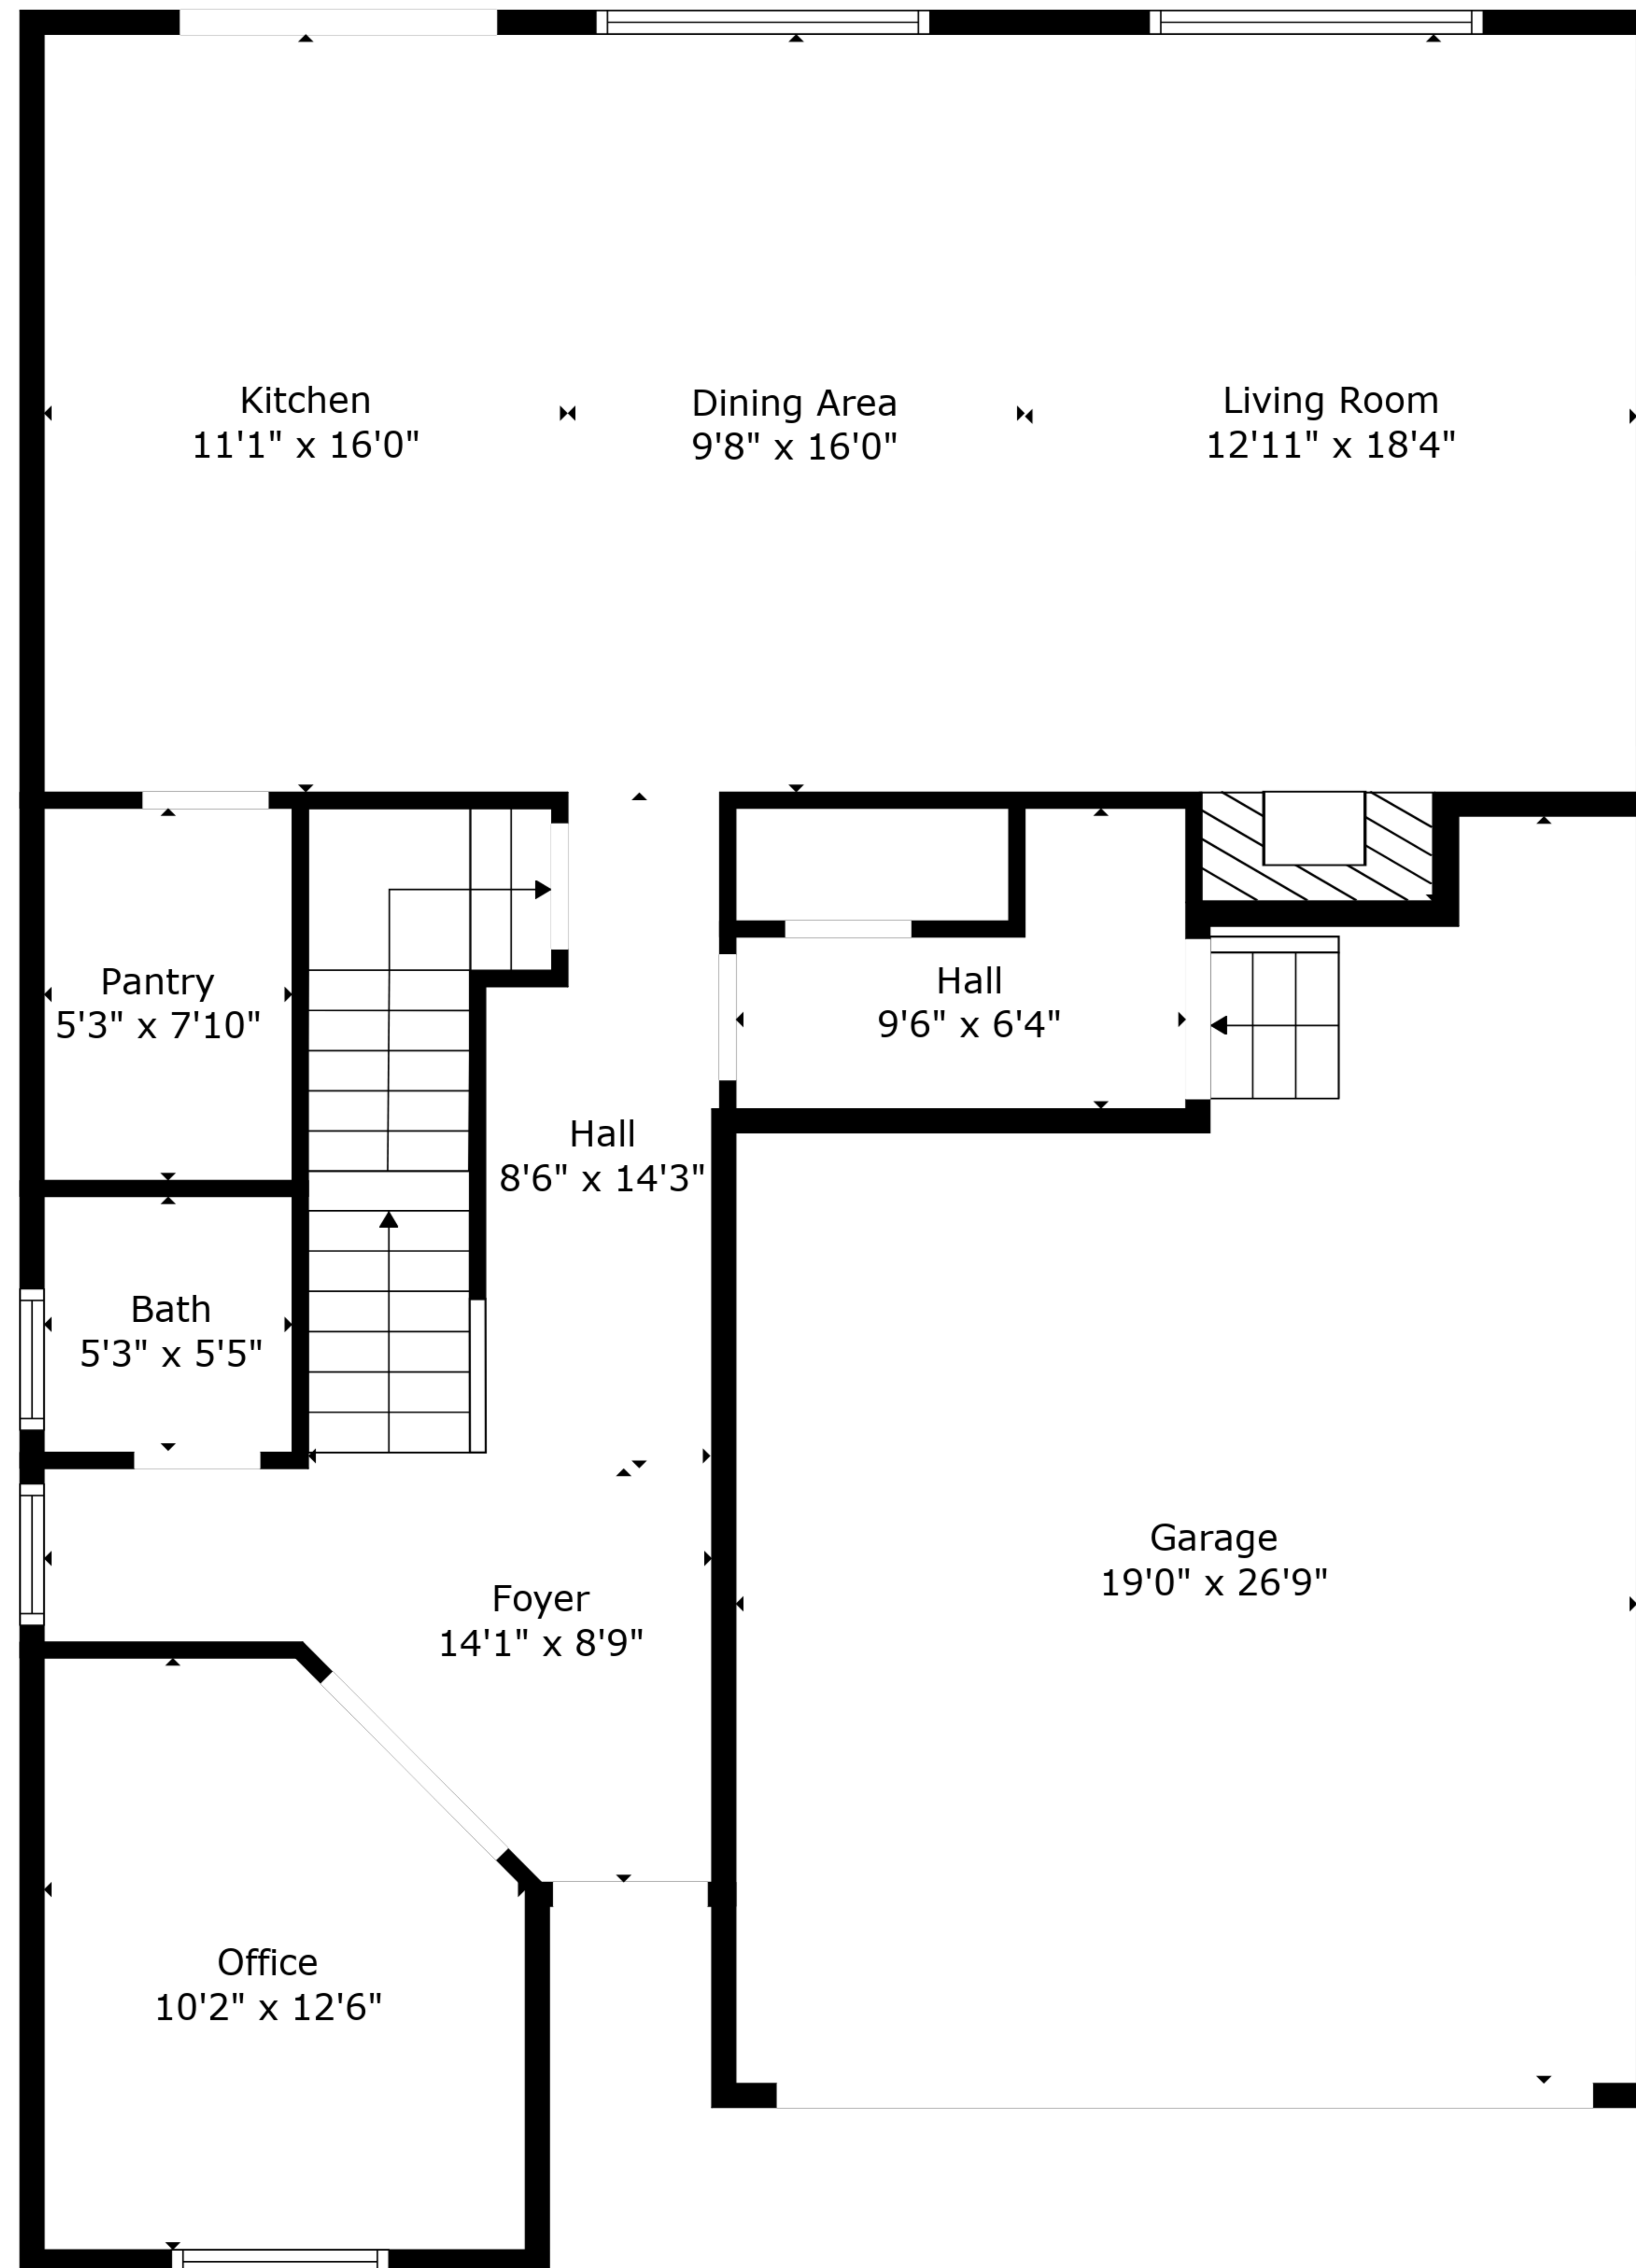 Kitchen
11'1" x 16'0"
Dining Area
9'8" x 16'0"
Living Room
12'11" x 18'4"
Pantry
5'3" x 7'10"
Hall
9'6" x 6'4"
Hall
8'6" x 14'3"
Bath
5'3" x 5'5"
Garage
19'0" x 26'9"
Foyer
14'1" x 8'9"
Office
10'2" x 12'6"